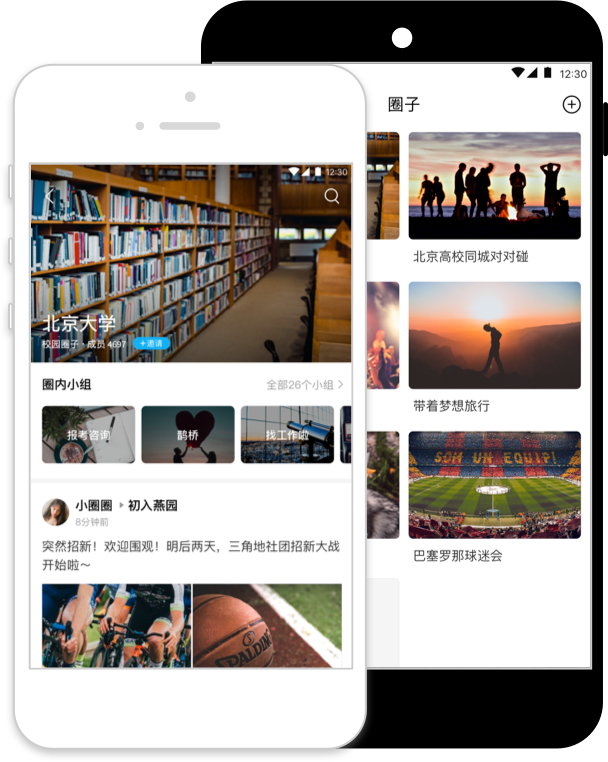 12:30
圈子
北京高校同城对对碰
带着梦想旅行
SOM UN EQUIP!
巴塞罗那球迷会
12:30
北京大学
校园圈子·成员 4697 +邀请
圈内小组 全部26个小组
报考咨询 鹊桥 找工作啦
小圈圈 初入燕园
8分钟前
突然招新！欢迎围观！明后两天，三角地社团招新大战
开始啦～
SPALDING